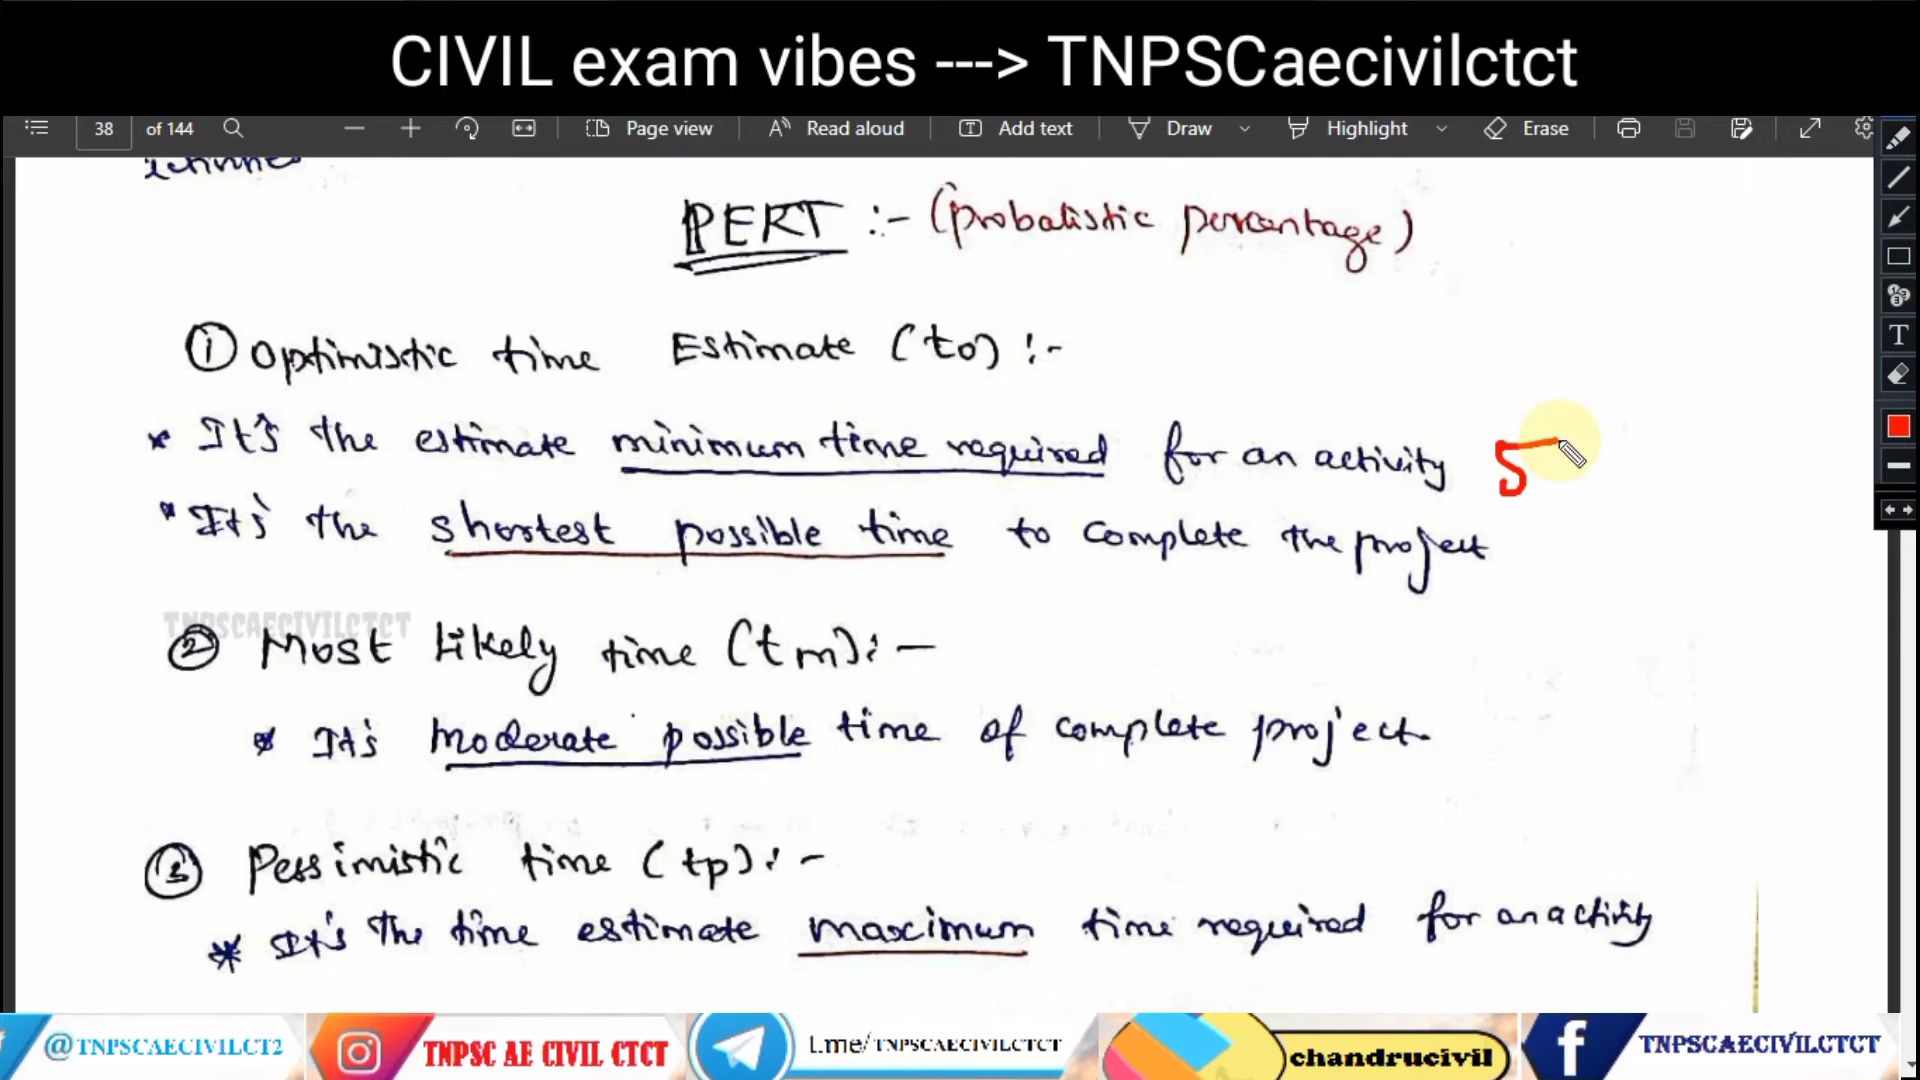 CIVIL exam vibes ---> TNPSCaecivilctct
38 of 144 Page view Read aloud Add text Draw Highlight Erase
PERT :- (probalistic percentage)
① Optimistic time Estimate (to) :-
* It's the estimate minimum time required for an activity 5
* It's the shortest possible time to complete the project
TNPSCAECIVILCTCT
② Most likely time (tm) :-
* It's moderate possible time of complete project.
③ Pessimistic time (tp) :-
* It's the time estimate maximum time required for an activity
@TNPSCAECIVILCT2 TNPSC AE CIVIL CTCT t.me/TNPSCAECIVILCTCT chandrucivil TNPSCAECIVILCTCT